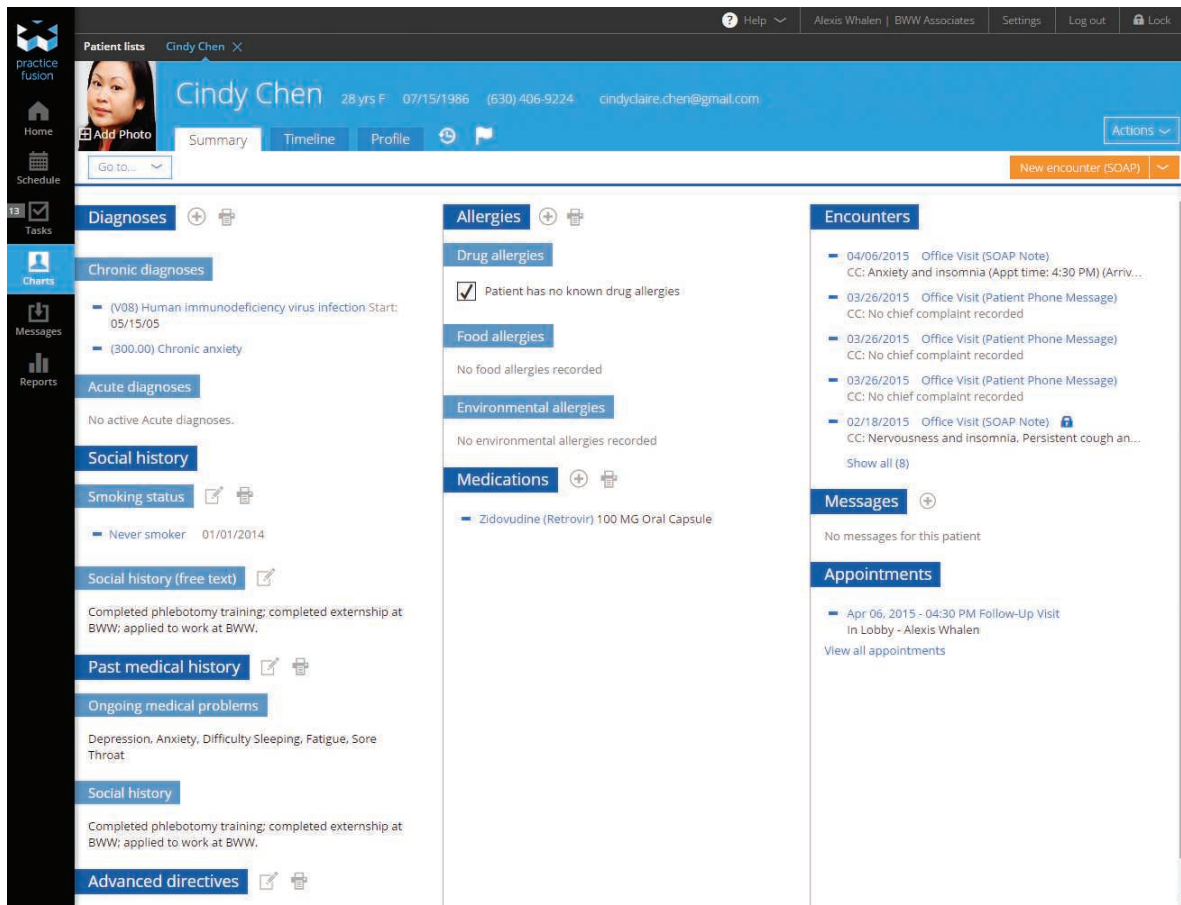 Help
Alexis Whalen | BWW Associates
Settings
Log out
Lock
practice
fusion
Home
Schedule
13
Tasks
Charts
Messages
Reports
Patient lists
Cindy Chen
Cindy Chen 28 yrs F 07/15/1986 (630) 406-9224 cindyclaire.chen@gmail.com
Add Photo
Summary
Timeline
Profile
Actions
Go to...
New encounter (SOAP)
Diagnoses
Chronic diagnoses
(V08) Human immunodeficiency virus infection Start:
05/15/05
(300.00) Chronic anxiety
Acute diagnoses
No active Acute diagnoses.
Social history
Smoking status
Never smoker 01/01/2014
Social history (free text)
Completed phlebotomy training; completed externship at
BWW; applied to work at BWW.
Past medical history
Ongoing medical problems
Depression, Anxiety, Difficulty Sleeping, Fatigue, Sore
Throat
Social history
Completed phlebotomy training; completed externship at
BWW; applied to work at BWW.
Advanced directives
Allergies
Drug allergies
Patient has no known drug allergies
Food allergies
No food allergies recorded
Environmental allergies
No environmental allergies recorded
Medications
Zidovudine (Retrovir) 100 MG Oral Capsule
Encounters
04/06/2015 Office Visit (SOAP Note)
CC: Anxiety and insomnia (Appt time: 4:30 PM) (Arriv...
03/26/2015 Office Visit (Patient Phone Message)
CC: No chief complaint recorded
03/26/2015 Office Visit (Patient Phone Message)
CC: No chief complaint recorded
03/26/2015 Office Visit (Patient Phone Message)
CC: No chief complaint recorded
02/18/2015 Office Visit (SOAP Note)
CC: Nervousness and insomnia, Persistent cough an...
Show all (8)
Messages
No messages for this patient
Appointments
Apr 06, 2015 - 04:30 PM Follow-Up Visit
In Lobby - Alexis Whalen
View all appointments